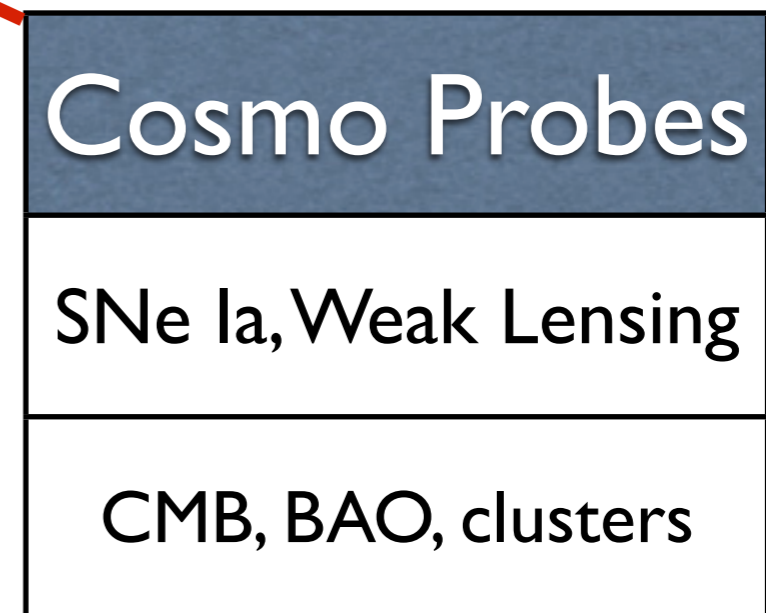 Cosmo Probes
SNe Ia, Weak Lensing
CMB, BAO, clusters